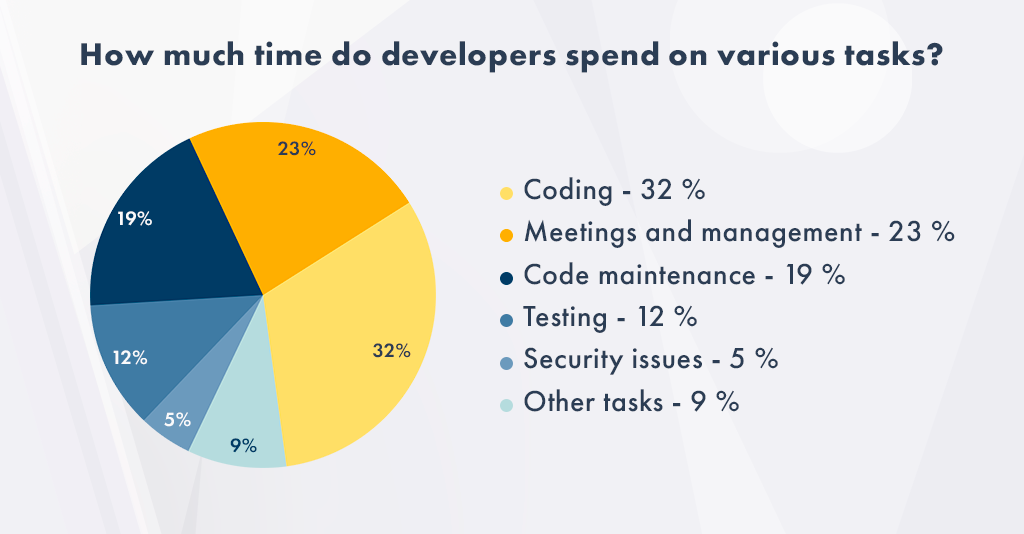 How much time do developers spend on various tasks?
23%
19%
32%
12%
5%
9%
Coding - 32 %
Meetings and management - 23 %
Code maintenance - 19 %
Testing - 12 %
Security issues - 5 %
Other tasks - 9 %